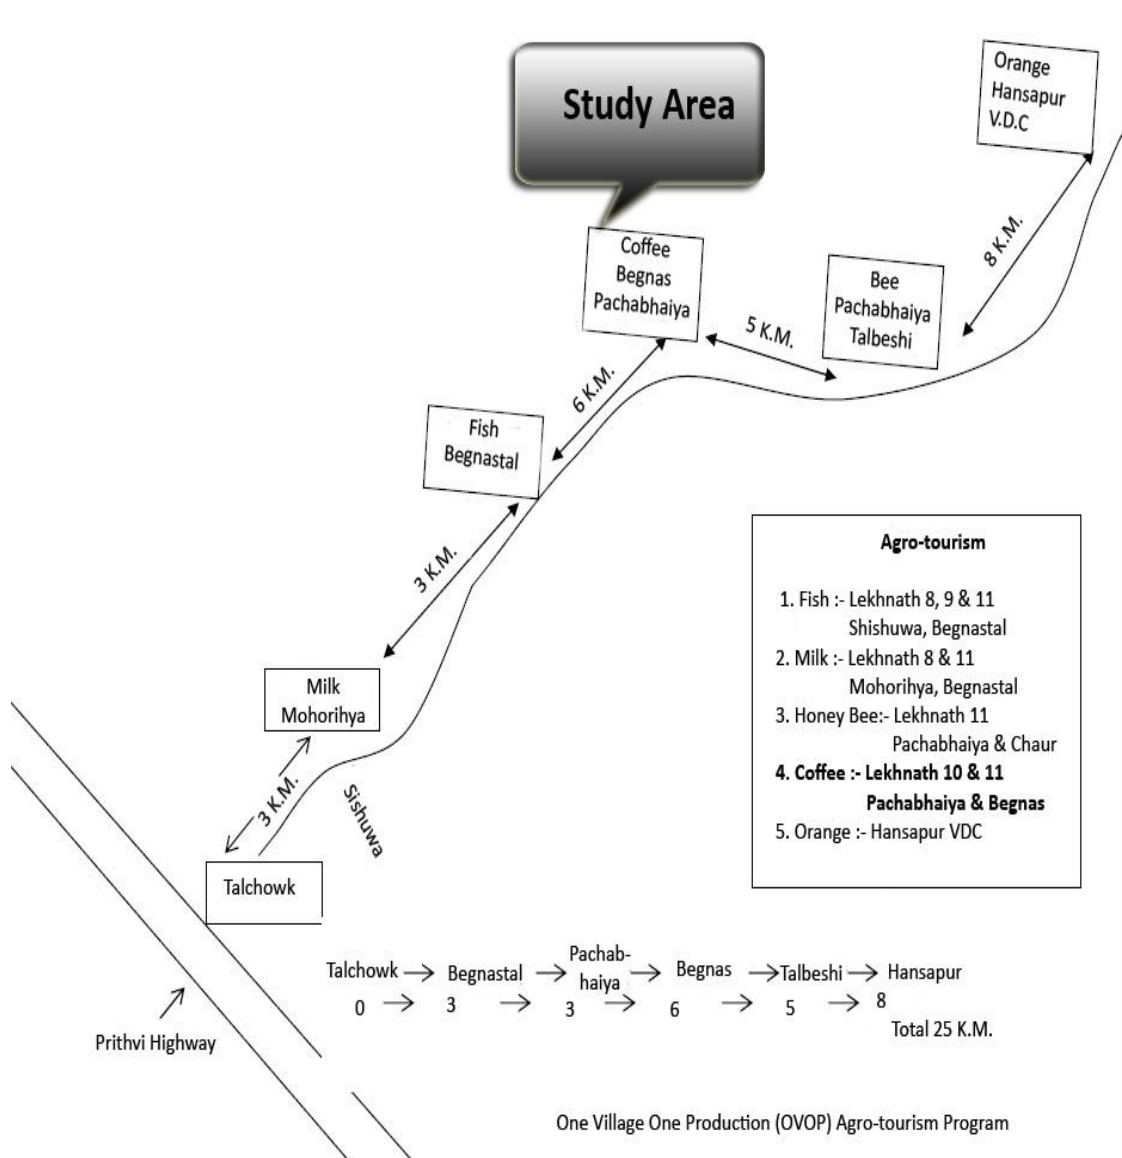 Study Area
Orange
Hansapur
V.D.C
8 K.M.
Coffee
Begnas
Pachabhaiya
Bee
Pachabhaiya
Talbeshi
5 K.M.
6 K.M.
Fish
Begnastal
3 K.M.
Milk
Mohorihya
3 K.M.
Sishuwa
Talchowk
Prithvi Highway
Agro-tourism
1. Fish :- Lekhnath 8, 9 & 11
Shishuwa, Begnastal
2. Milk :- Lekhnath 8 & 11
Mohorihya, Begnastal
3. Honey Bee:- Lekhnath 11
Pachabhaiya & Chaur
4. Coffee :- Lekhnath 10 & 11
Pachabhaiya & Begnas
5. Orange :- Hansapur VDC
Talchowk → Begnastal → Pachab-
haiya → Begnas → Talbeshi → Hansapur
0 → 3 → 3 → 6 → 5 → 8
Total 25 K.M.
One Village One Production (OVOP) Agro-tourism Program